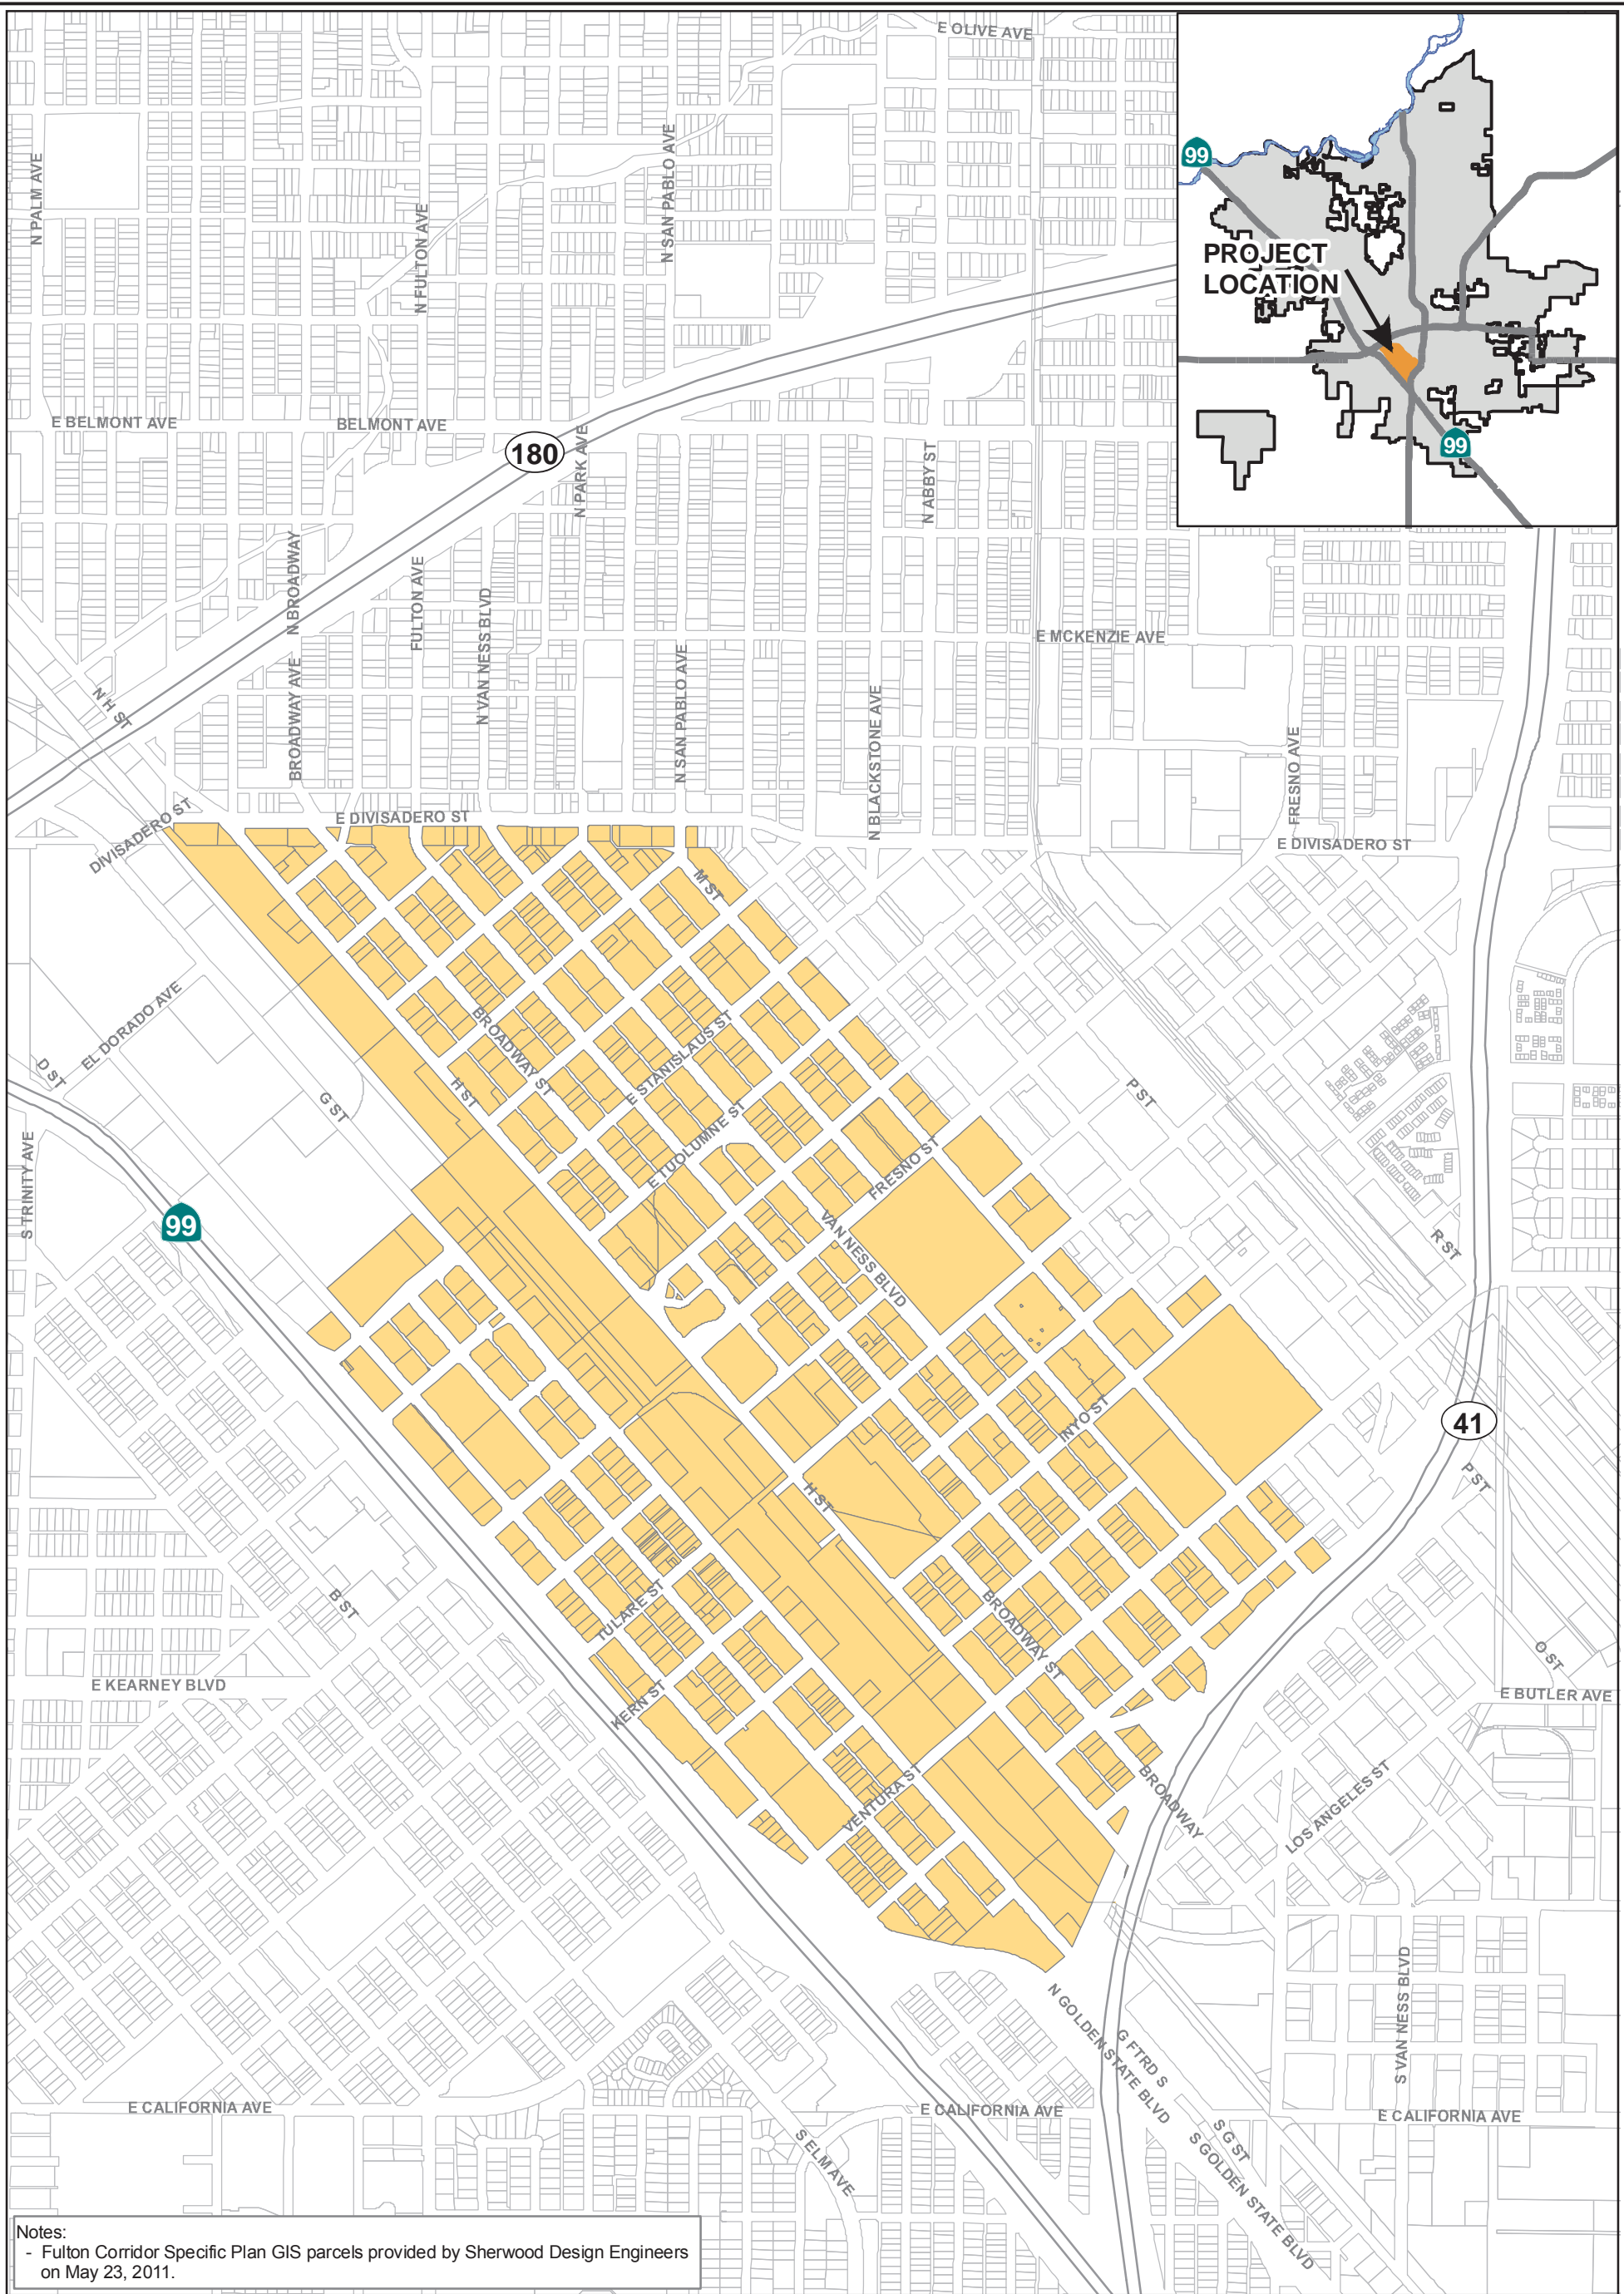 E OLIVE AVE
99
PROJECT
LOCATION
99
N PALM AVE
N FULTON AVE
N SAN PABLO AVE
E BELMONT AVE
BELMONT AVE
180
N PARK AVE
N ABBY ST
N BROADWAY
FULTON AVE
N VAN NESS BLVD
E MCKENZIE AVE
N H ST
BROADWAY AVE
N SAN PABLO AVE
N BLACKSTONE AVE
FRESNO AVE
DIVISADERO ST
E DIVISADERO ST
E DIVISADERO ST
M ST
EL DORADO AVE
D ST
G ST
H ST
BROADWAY ST
E STANISLAUS ST
E TUOLUMNE ST
P ST
S TRINITY AVE
99
FRESNO ST
VAN NESS BLVD
R ST
INYO ST
41
P ST
H ST
B ST
TULARE ST
BROADWAY ST
O ST
E KEARNEY BLVD
KERN ST
E BUTLER AVE
VENTURA ST
BROADWAY
LOS ANGELES ST
N GOLDEN STATE BLVD
G FTRD S
S VAN NESS BLVD
E CALIFORNIA AVE
E CALIFORNIA AVE
E CALIFORNIA AVE
S ELM AVE
S G ST
S GOLDEN STATE BLVD
Notes:
- Fulton Corridor Specific Plan GIS parcels provided by Sherwood Design Engineers
on May 23, 2011.